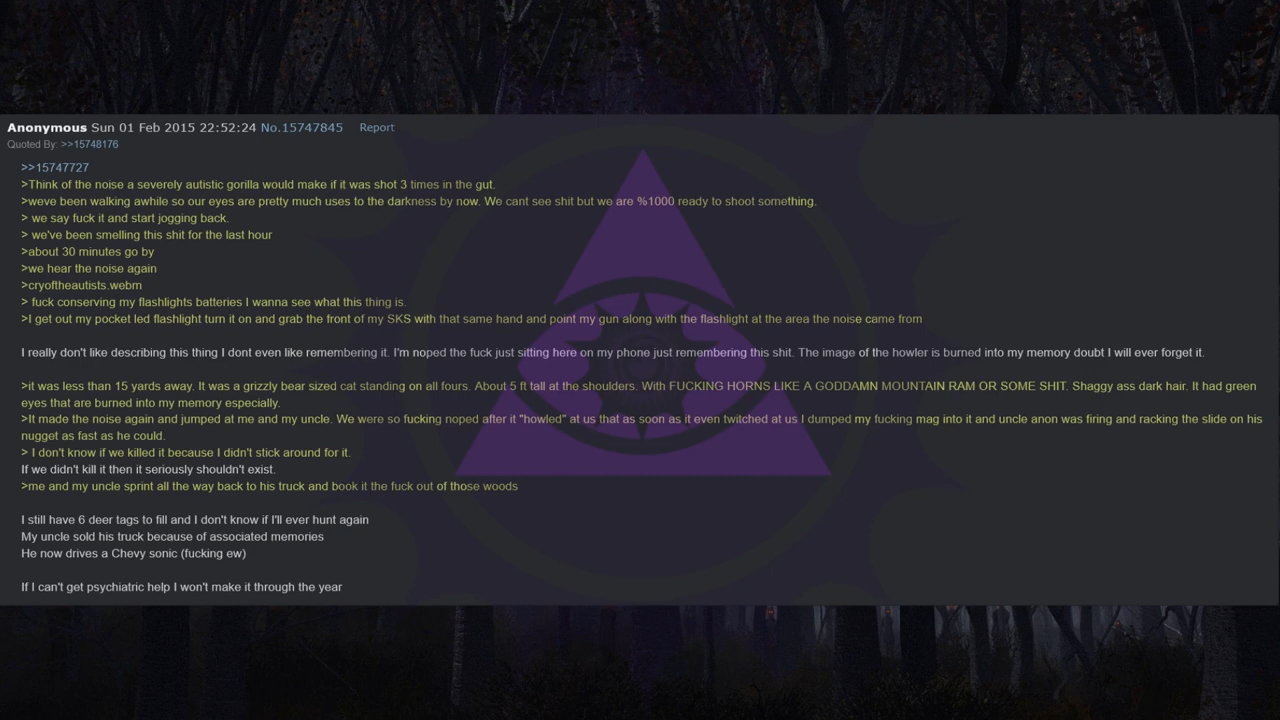 Anonymous Sun 01 Feb 2015 22:52:24 No.15747845 Report
Quoted By: >>15748176
>>15747727
>Think of the noise a severely autistic gorilla would make if it was shot 3 times in the gut.
>weve been walking awhile so our eyes are pretty much uses to the darkness by now. We cant see shit but we are %1000 ready to shoot something.
> we say fuck it and start jogging back.
> we've been smelling this shit for the last hour
>about 30 minutes go by
>we hear the noise again
>cryoftheautists.webm
> fuck conserving my flashlights batteries I wanna see what this thing is.
>I get out my pocket led flashlight turn it on and grab the front of my SKS with that same hand and point my gun along with the flashlight at the area the noise came from
I really don't like describing this thing I dont even like remembering it. I'm noped the fuck just sitting here on my phone just remembering this shit. The image of the howler is burned into my memory doubt I will ever forget it.
>it was less than 15 yards away. It was a grizzly bear sized cat standing on all fours. About 5 ft tall at the shoulders. With FUCKING HORNS LIKE A GODDAMN MOUNTAIN RAM OR SOME SHIT. Shaggy ass dark hair. It had green
eyes that are burned into my memory especially.
>It made the noise again and jumped at me and my uncle. We were so fucking noped after it "howled" at us that as soon as it even twitched at us I dumped my fucking mag into it and uncle anon was firing and racking the slide on his
nugget as fast as he could.
> I don't know if we killed it because I didn't stick around for it.
If we didn't kill it then it seriously shouldn't exist.
>me and my uncle sprint all the way back to his truck and book it the fuck out of those woods
I still have 6 deer tags to fill and I don't know if I'll ever hunt again
My uncle sold his truck because of associated memories
He now drives a Chevy sonic (fucking ew)
If I can't get psychiatric help I won't make it through the year